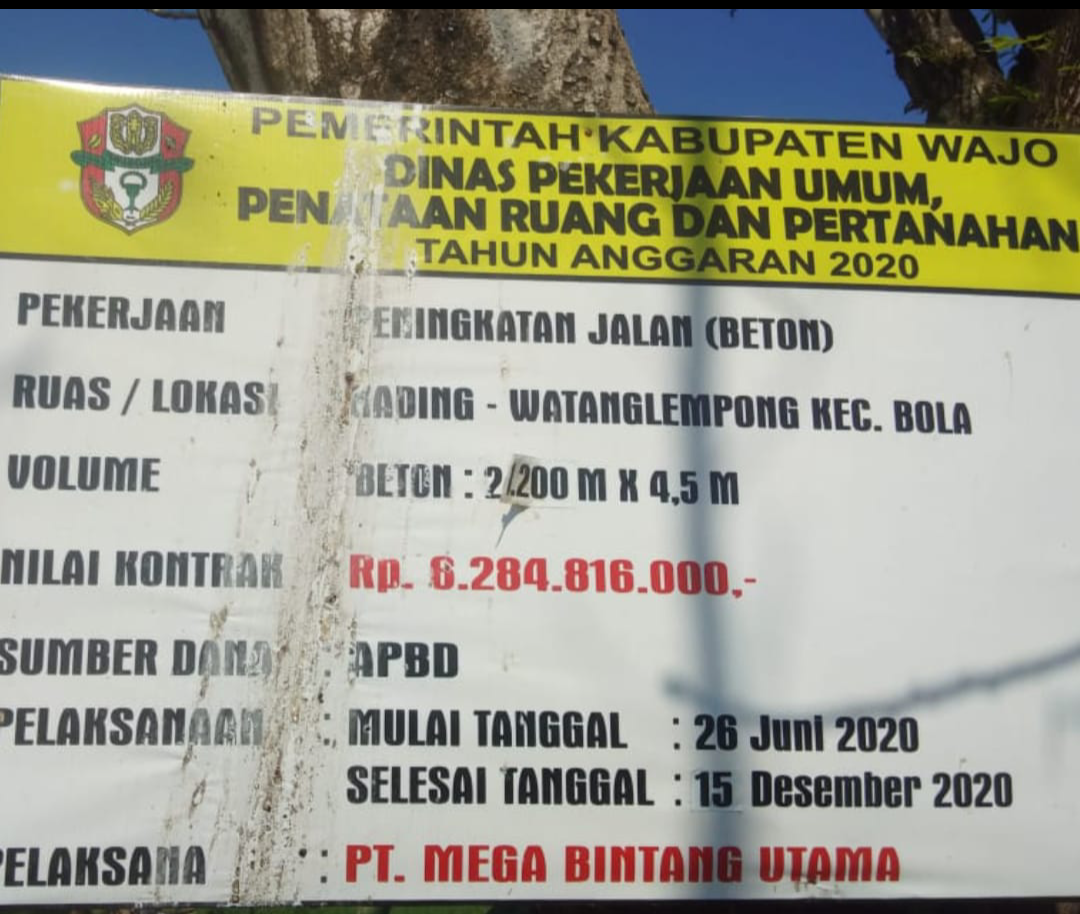 PEMERINTAH KABUPATEN WAJO
DINAS PEKERJAAN UMUM,
PENATAAN RUANG DAN PERTANAHAN
TAHUN ANGGARAN 2020
PEKERJAAN PENINGKATAN JALAN (BETON)
RUAS / LOKASI - WATANGLEMPONG KEC. BOLA
VOLUME BETON : 2.200 M X 4,5 M
NILAI KONTRAK Rp. 6.284.816.000,-
SUMBER DANA : APBD
PELAKSANAAN : MULAI TANGGAL : 26 Juni 2020
SELESAI TANGGAL : 15 Desember 2020
PELAKSANA : PT. MEGA BINTANG UTAMA